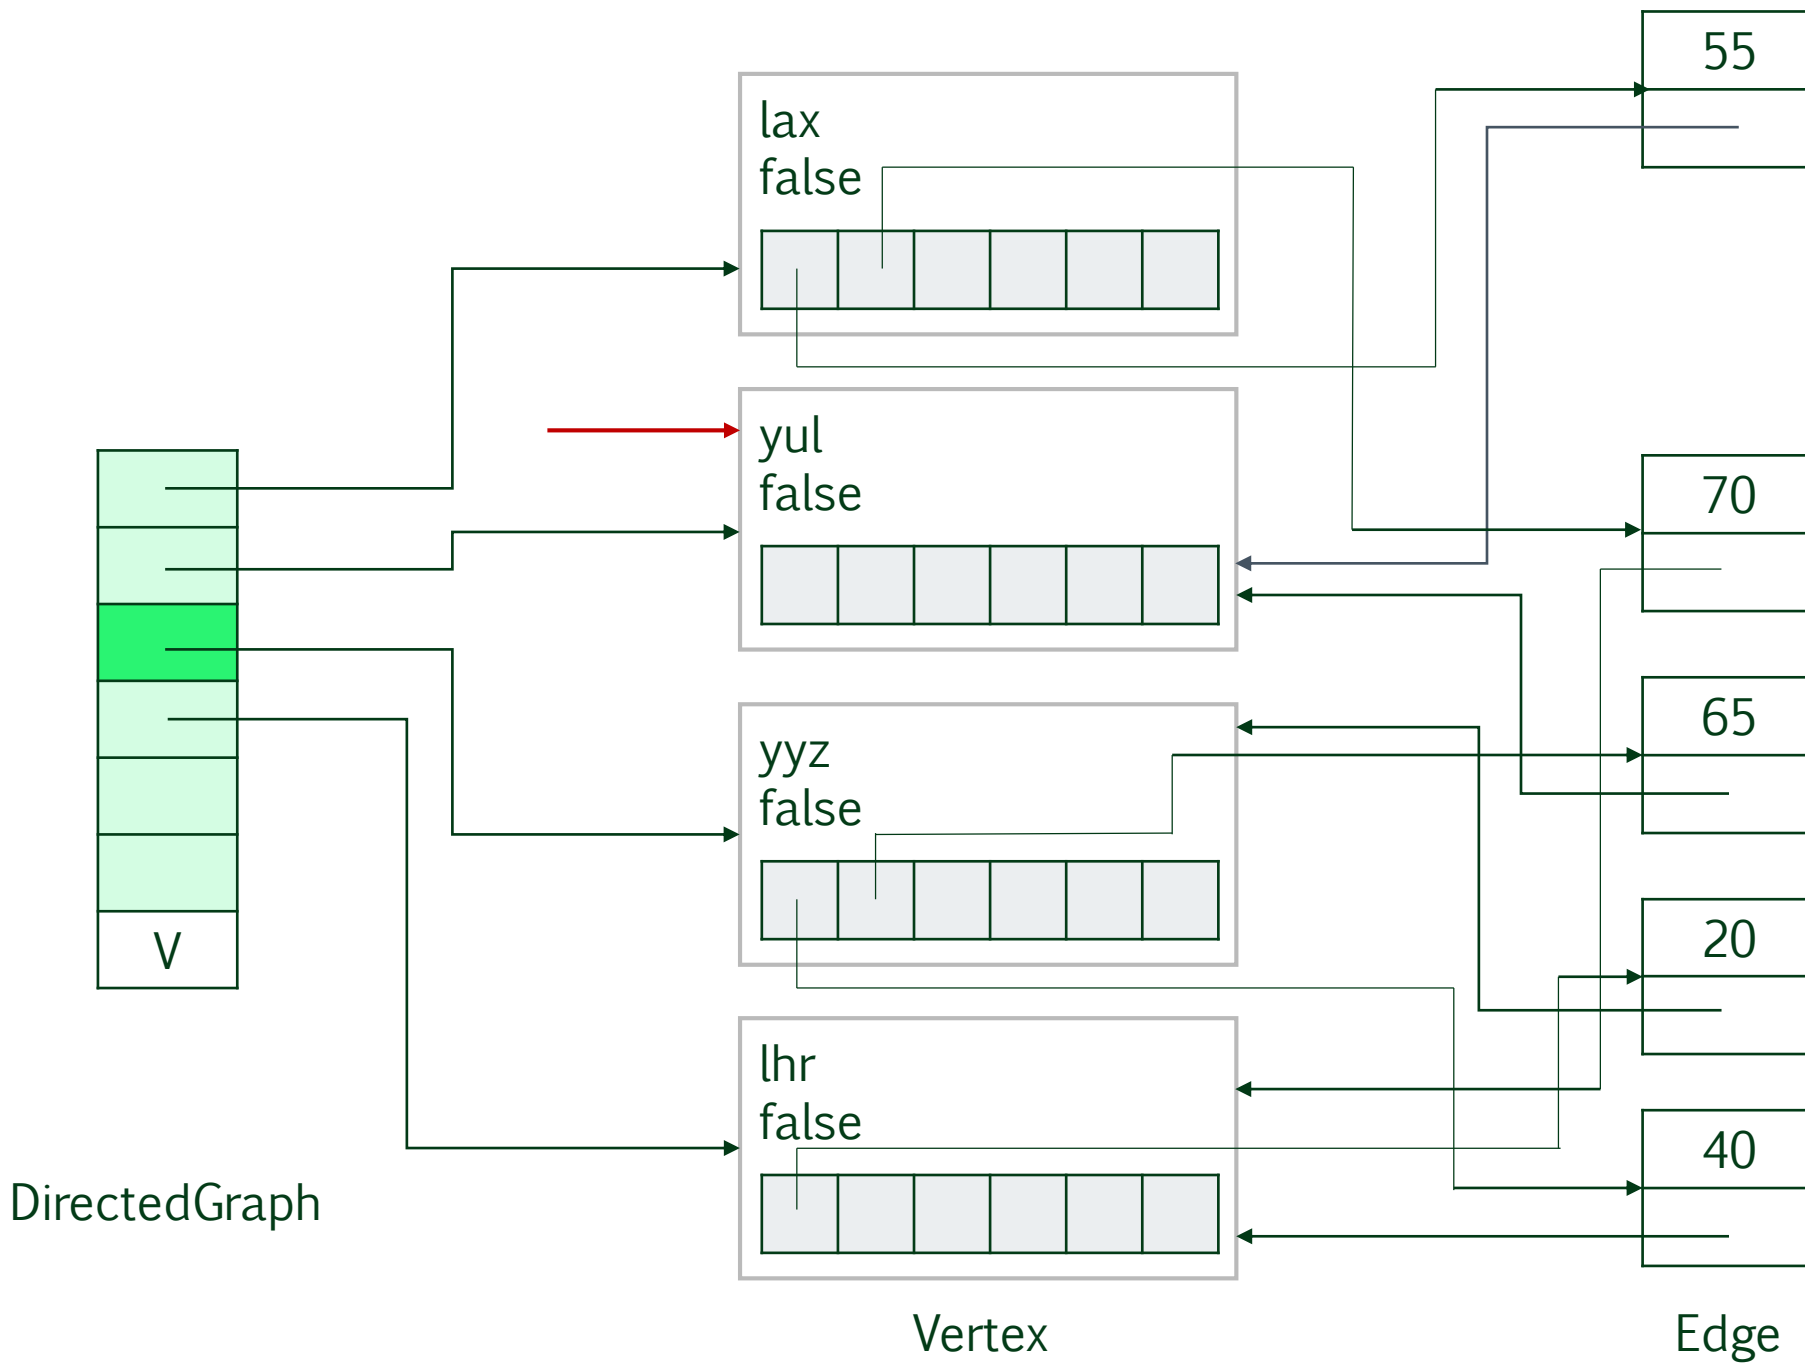 55
lax
false
yul
false
70
65
yyz
false
20
V
lhr
false
40
DirectedGraph
Vertex
Edge